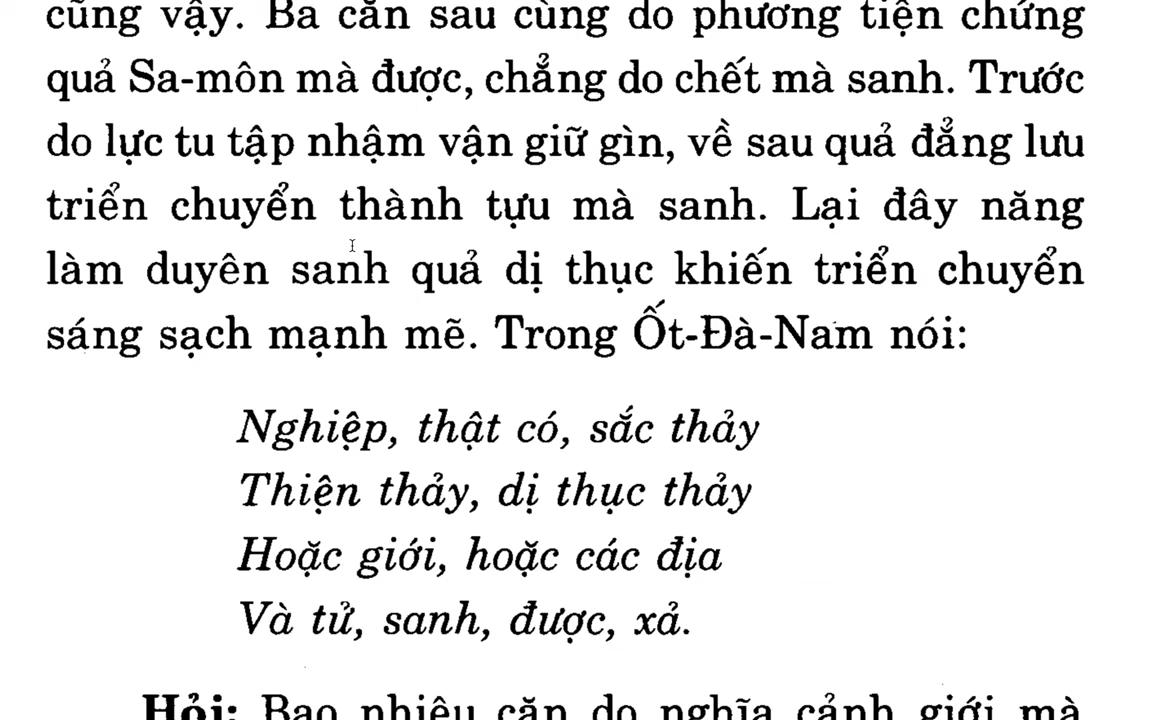 cũng vậy. Ba căn sau cùng do phương tiện chứng
quả Sa-môn mà được, chẳng do chết mà sanh. Trước
do lực tu tập nhậm vận giữ gìn, về sau quả đẳng lưu
triển chuyển thành tựu mà sanh. Lại đây năng
làm duyên sanh quả dị thục khiến triển chuyển
sáng sạch mạnh mẽ. Trong Ốt-Đà-Nam nói:
Nghiệp, thật có, sắc thảy
Thiện thảy, dị thục thảy
Hoặc giới, hoặc các địa
Và tử, sanh, được, xả.
Hỏi: Bao nhiêu căn do nghĩa cảnh giới mà